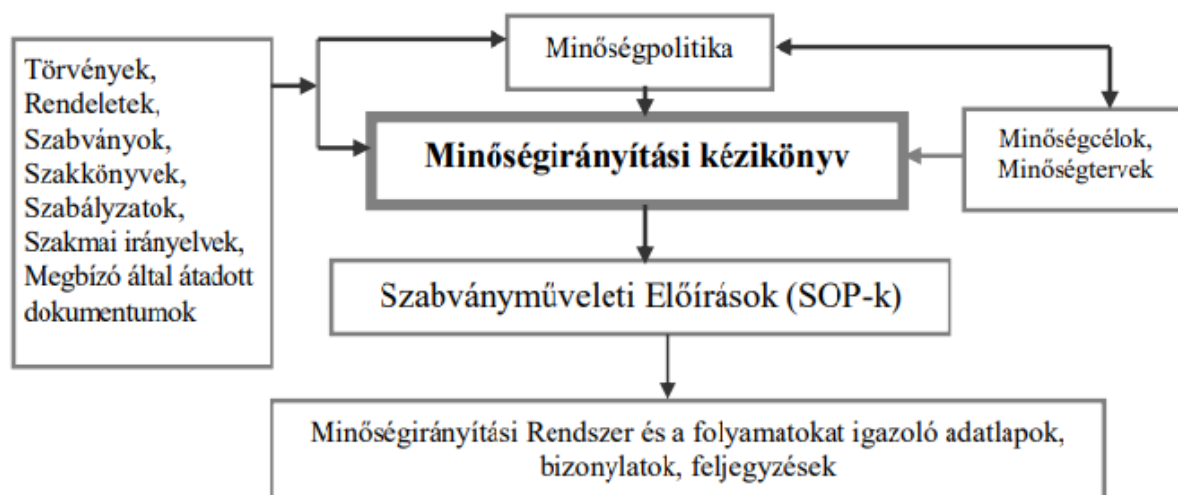 Törvények,
Rendeletek,
Szabványok,
Szakkönyvek,
Szabályzatok,
Szakmai irányelvek,
Megbízó által átadott
dokumentumok
Minőségpolitika
Minőségirányítási kézikönyv
Minőségcélok,
Minőségtervek
Szabványműveleti Előírások (SOP-k)
Minőségirányítási Rendszer és a folyamatokat igazoló adatlapok,
bizonylatok, feljegyzések